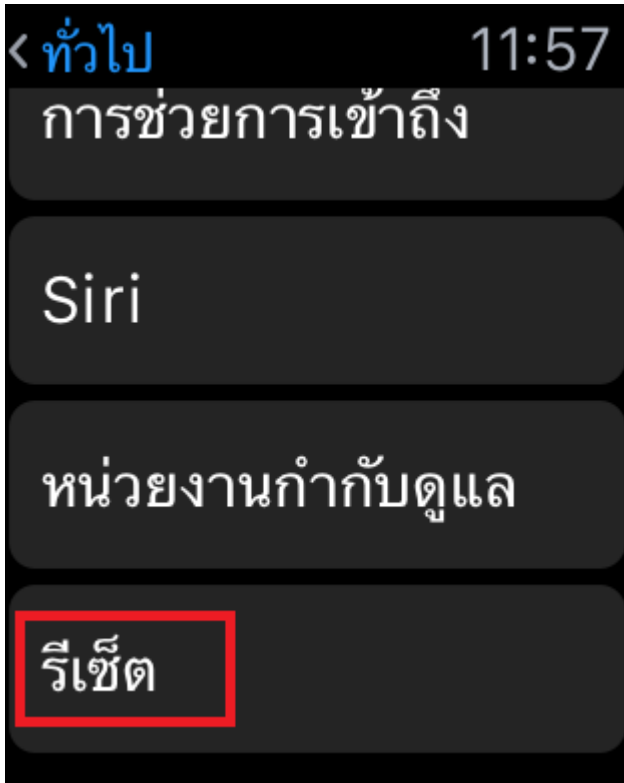 ทั่วไป 11:57
การช่วยการเข้าถึง
Siri
หน่วยงานกำกับดูแล
รีเซ็ต